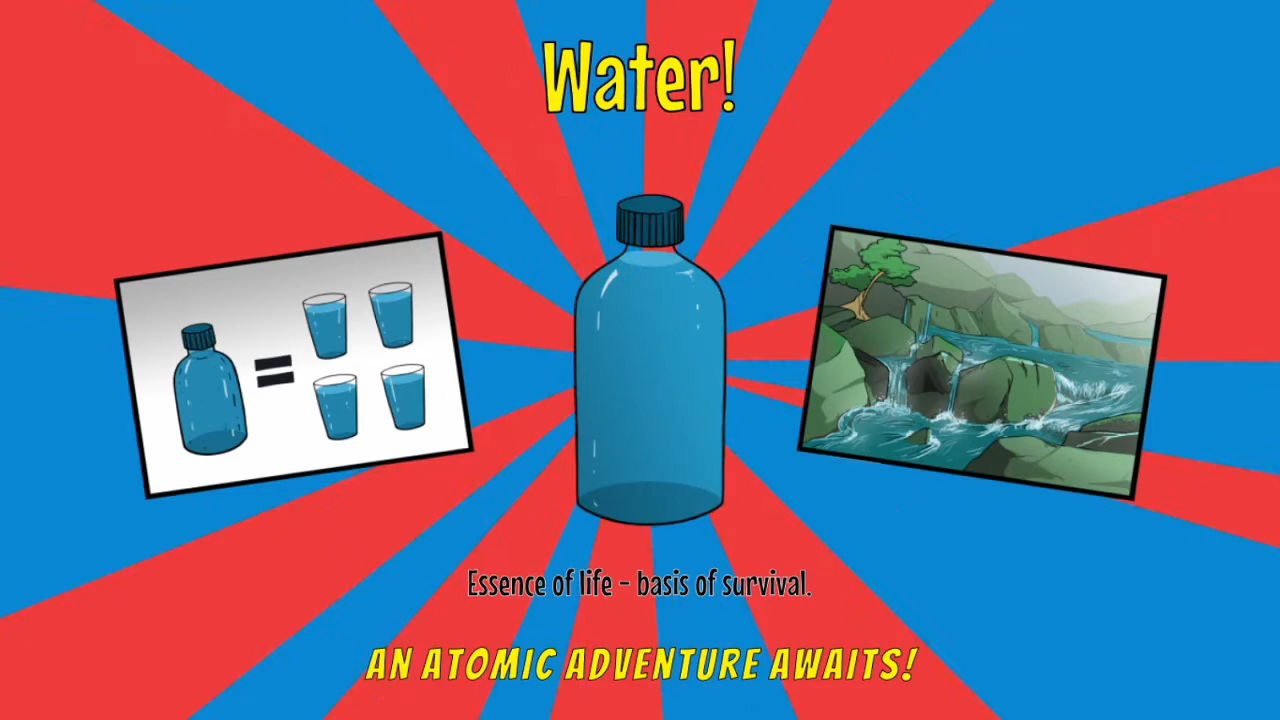 Water!
Essence of life - basis of survival.
AN ATOMIC ADVENTURE AWAITS!